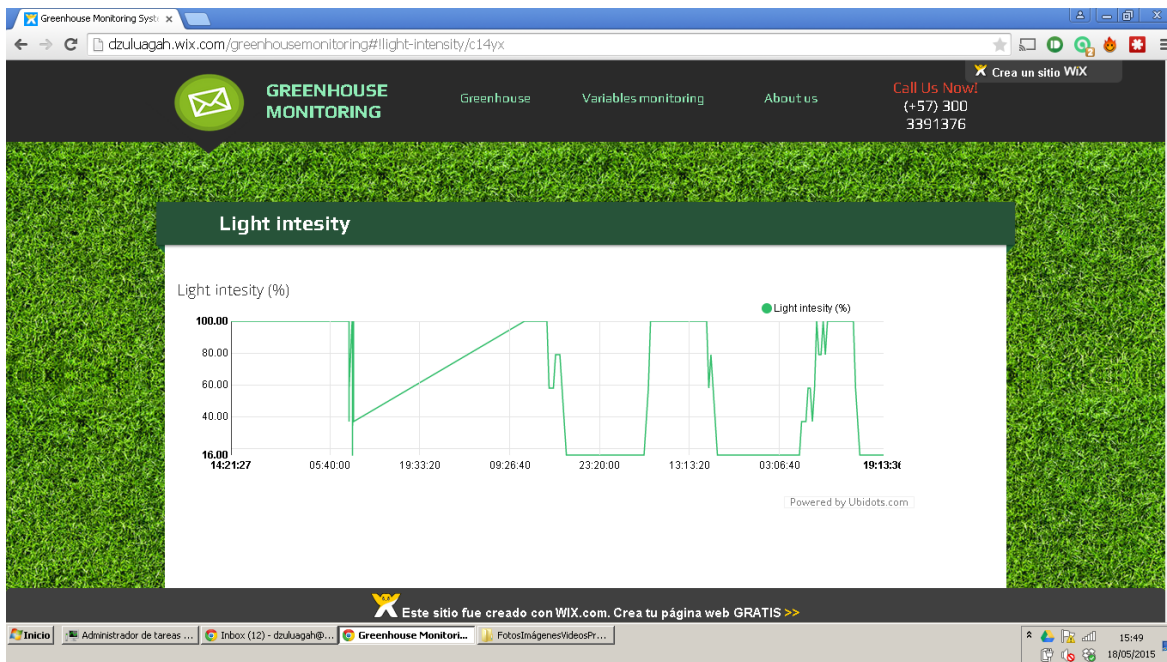 Greenhouse Monitoring Syst
dzuluagah.wix.com/greenhousemonitoring#!light-intensity/c14yx
Crea un sitio WiX
GREENHOUSE
MONITORING
Greenhouse
Variables monitoring
About us
Call Us Now!
(+57) 300
3391376
Light intesity
Light intesity (%)
Light intesity (%)
100.00
80.00
60.00
40.00
16.00
14:21:27 05:40:00 19:33:20 09:26:40 23:20:00 13:13:20 03:06:40 19:13:36
Powered by Ubidots.com
Este sitio fue creado con WIX.com. Crea tu página web GRATIS >>
Inicio
Administrador de tareas ...
Inbox (12) - dzuluagah@...
Greenhouse Monitori...
FotosImágenesVideosPr...
15:49
18/05/2015